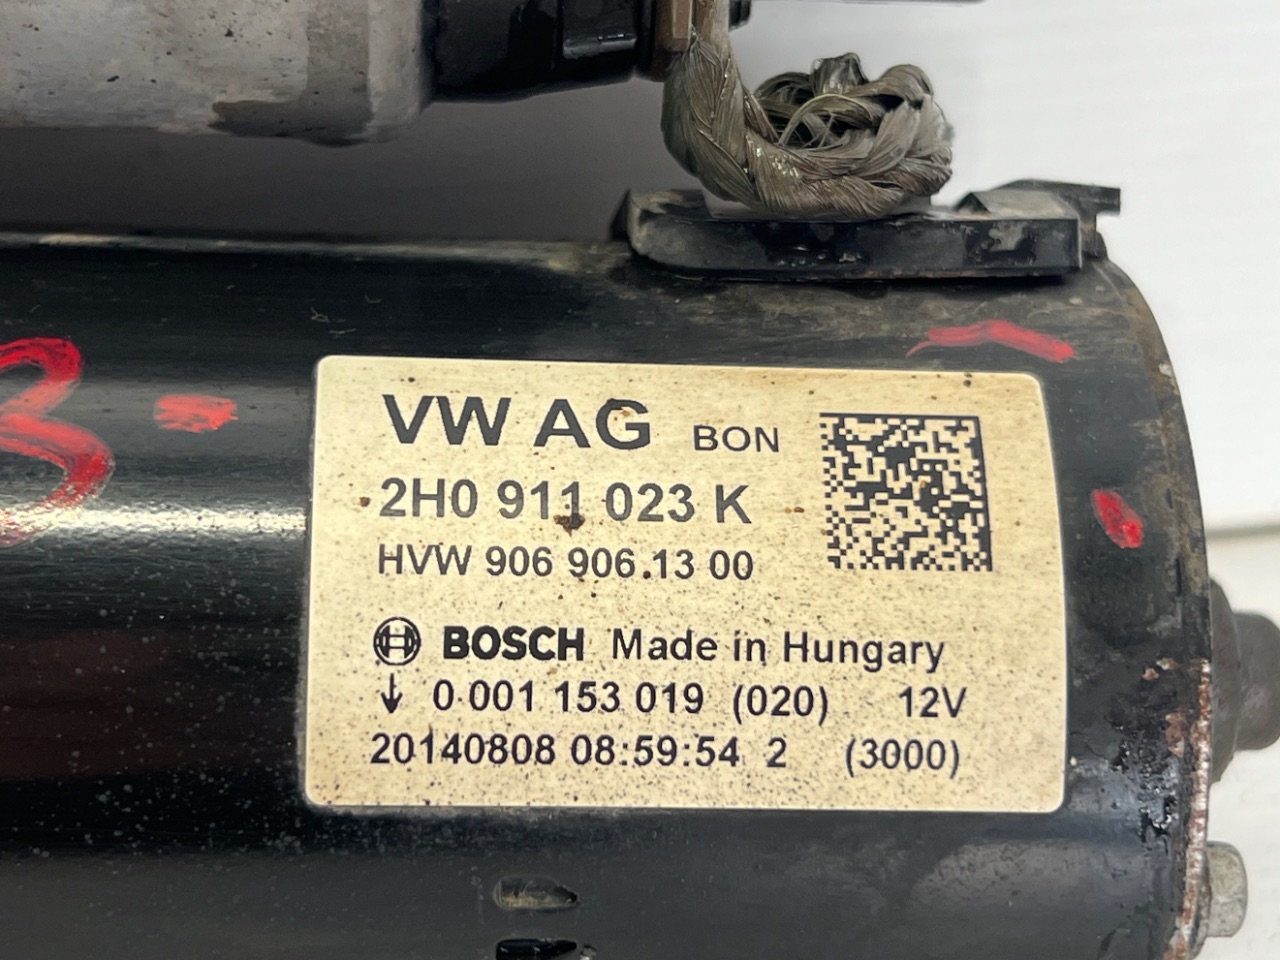 3.
VW AG BON
2H0 911 023 K
HVW 906 906.13 00
BOSCH Made in Hungary
↓ 0 001 153 019 (020) 12V
20140808 08:59:54 2 (3000)